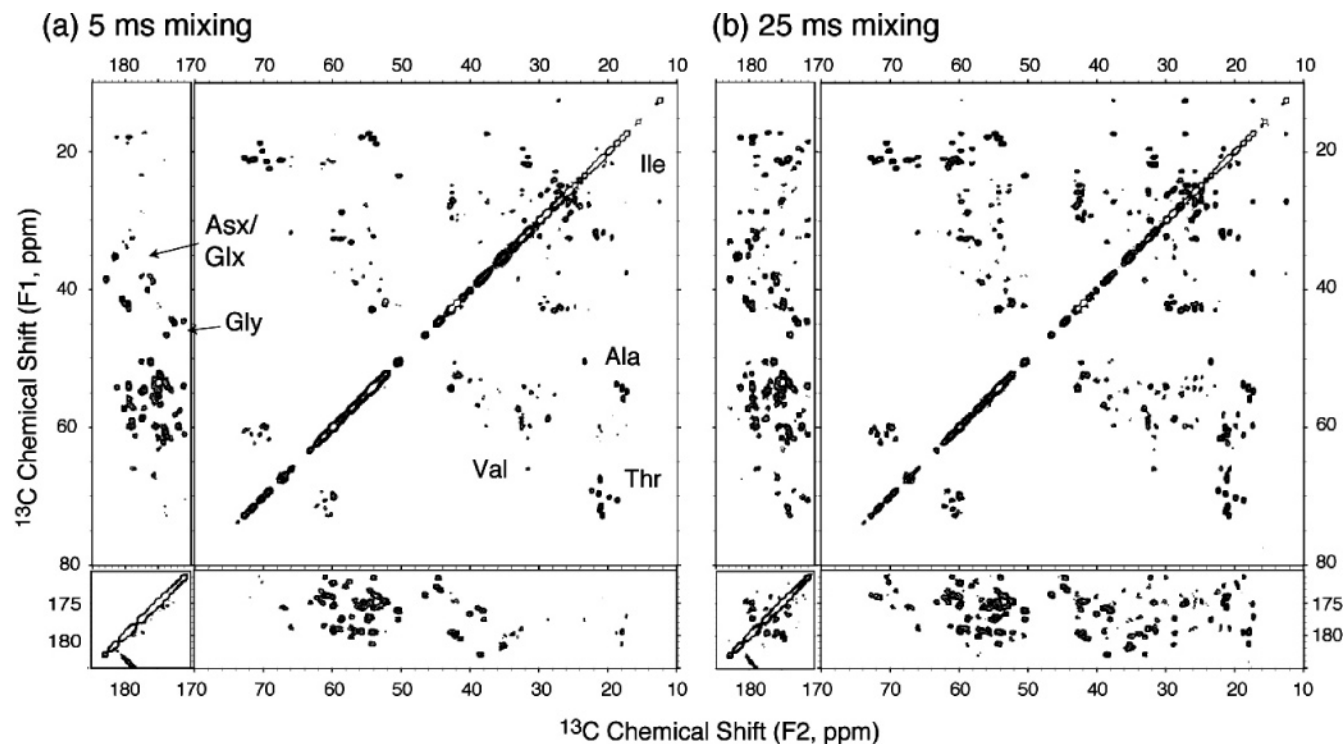 (a) 5 ms mixing
(b) 25 ms mixing
180 170 70 60 50 40 30 20 10
180 170 70 60 50 40 30 20 10
20
Ile
20
Asx/
Glx
40
40
Gly
Ala
60
60
Val
Thr
80
80
175
175
180
180
180 170 70 60 50 40 30 20 10
180 170 70 60 50 40 30 20 10
13C Chemical Shift (F1, ppm)
13C Chemical Shift (F2, ppm)